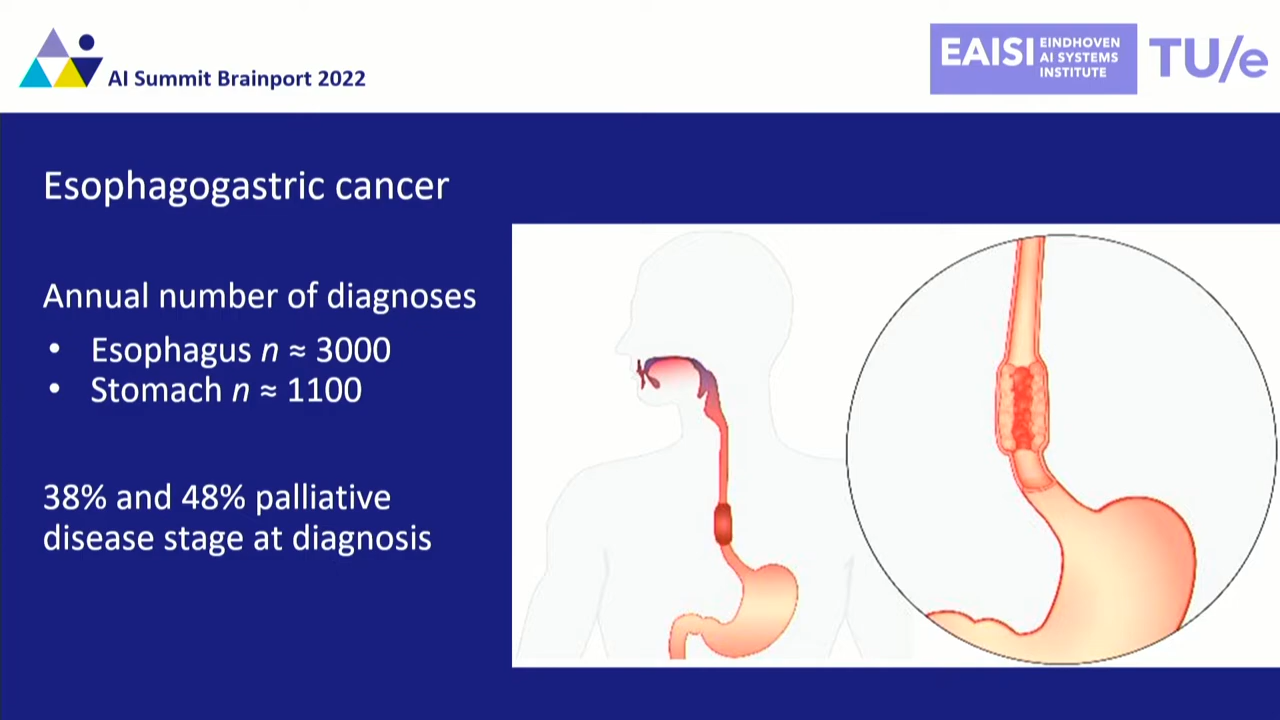 AI Summit Brainport 2022
EAISI
EINDHOVEN
AI SYSTEMS
INSTITUTE
TU/e
Esophagogastric cancer
Annual number of diagnoses
• Esophagus n ≈ 3000
• Stomach n ≈ 1100
38% and 48% palliative
disease stage at diagnosis